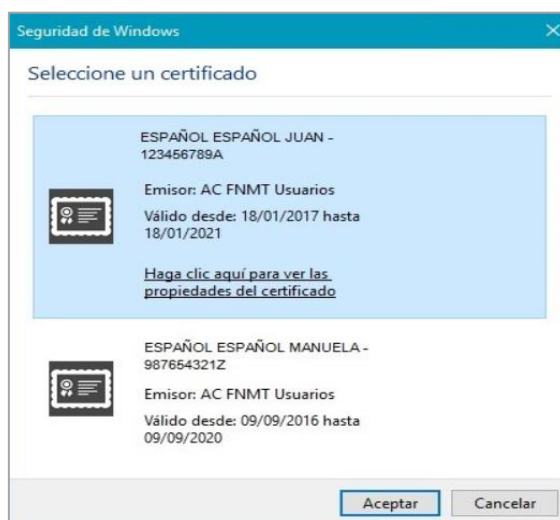 Seguridad de Windows
Seleccione un certificado
ESPAÑOL ESPAÑOL JUAN -
123456789A
Emisor: AC FNMT Usuarios
Válido desde: 18/01/2017 hasta
18/01/2021
Haga clic aquí para ver las
propiedades del certificado
ESPAÑOL ESPAÑOL MANUELA -
987654321Z
Emisor: AC FNMT Usuarios
Válido desde: 09/09/2016 hasta
09/09/2020
Aceptar
Cancelar